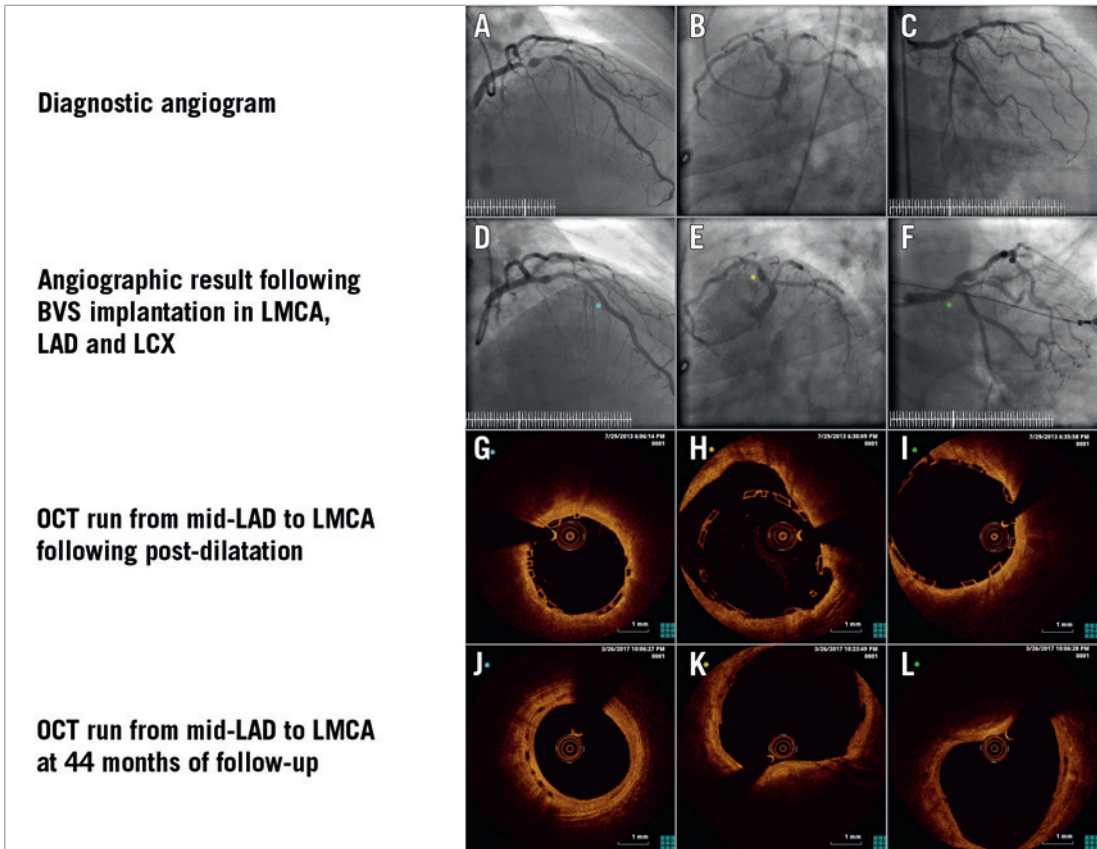 A
B
C
Diagnostic angiogram
D
E
F
Angiographic result following
BVS implantation in LMCA,
LAD and LCX
G
7/29/2013 6:06:14 PM
0001
1 mm
H
7/29/2013 6:30:09 PM
0001
1 mm
I
7/29/2013 6:35:58 PM
0001
1 mm
OCT run from mid-LAD to LMCA
following post-dilatation
J
3/26/2017 10:06:27 PM
0001
1 mm
K
3/26/2017 10:23:49 PM
0001
1 mm
L
3/26/2017 10:06:28 PM
0001
1 mm
OCT run from mid-LAD to LMCA
at 44 months of follow-up